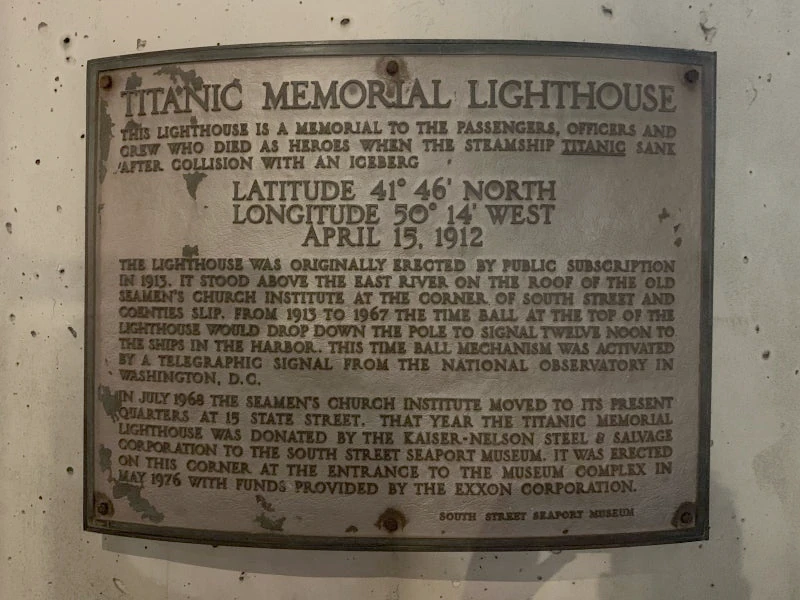 TITANIC MEMORIAL LIGHTHOUSE
THIS LIGHTHOUSE IS A MEMORIAL TO THE PASSENGERS, OFFICERS AND
CREW WHO DIED AS HEROES WHEN THE STEAMSHIP TITANIC SANK
AFTER COLLISION WITH AN ICEBERG
LATITUDE 41° 46' NORTH
LONGITUDE 50° 14' WEST
APRIL 15, 1912
THE LIGHTHOUSE WAS ORIGINALLY ERECTED BY PUBLIC SUBSCRIPTION
IN 1913. IT STOOD ABOVE THE EAST RIVER ON THE ROOF OF THE OLD
SEAMEN'S CHURCH INSTITUTE AT THE CORNER OF SOUTH STREET AND
COENTIES SLIP. FROM 1913 TO 1967 THE TIME BALL AT THE TOP OF THE
LIGHTHOUSE WOULD DROP DOWN THE POLE TO SIGNAL TWELVE NOON TO
THE SHIPS IN THE HARBOR. THIS TIME BALL MECHANISM WAS ACTIVATED
BY A TELEGRAPHIC SIGNAL FROM THE NATIONAL OBSERVATORY IN
WASHINGTON, D.C.
IN JULY 1968 THE SEAMEN'S CHURCH INSTITUTE MOVED TO ITS PRESENT
QUARTERS AT 15 STATE STREET. THAT YEAR THE TITANIC MEMORIAL
LIGHTHOUSE WAS DONATED BY THE KAISER-NELSON STEEL & SALVAGE
CORPORATION TO THE SOUTH STREET SEAPORT MUSEUM. IT WAS ERECTED
ON THIS CORNER AT THE ENTRANCE TO THE MUSEUM COMPLEX IN
MAY 1976 WITH FUNDS PROVIDED BY THE EXXON CORPORATION.
SOUTH STREET SEAPORT MUSEUM